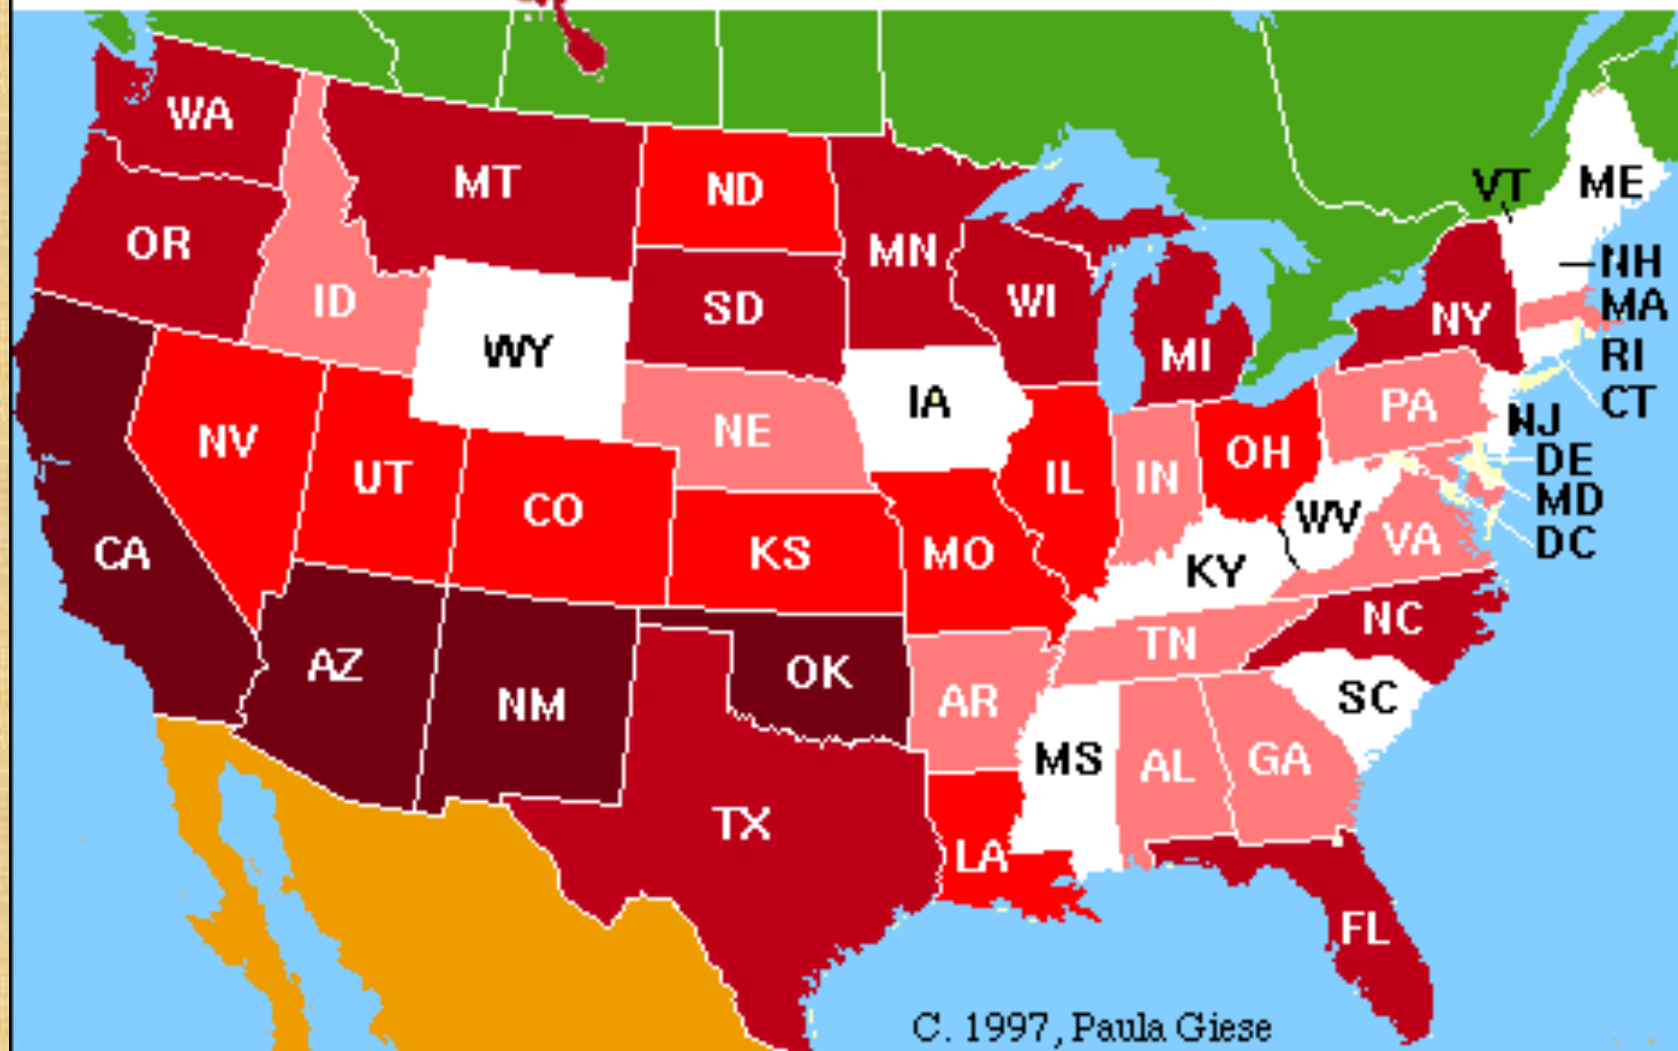 WA
MT
ND
MN
VT
ME
OR
ID
SD
WI
NH
MA
WY
NY
MI
RI
IA
CT
NE
PA
NJ
NV
UT
CO
IL
IN
OH
DE
MD
WV
DC
CA
KS
MO
KY
VA
AZ
NM
OK
TN
NC
AR
SC
TX
MS
AL
GA
LA
FL
C. 1997, Paula Giese